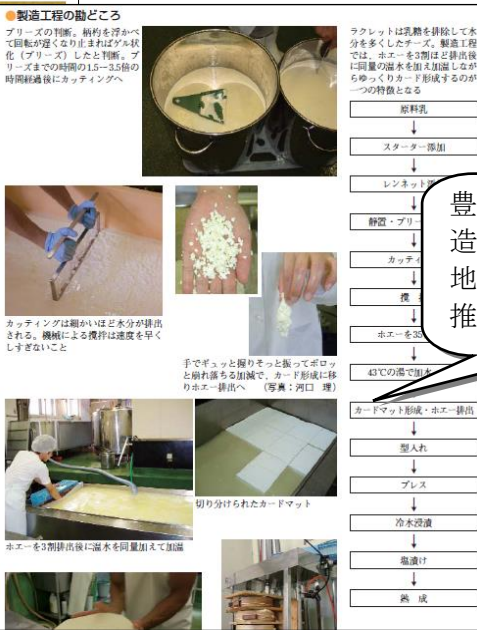 ●製造工程の勘どころ
プリーズの判断。柄杓を浮かべ
て回転が遅くなり止まればゲル状
化（プリーズ）したと判断。プ
リーズまでの時間の1.5〜3.5倍の
時間経過後にカッティングへ
カッティングは細かいほど水分が排出
される。機械による攪拌は速度を早く
しすぎないこと
手でギュッと握りそっと振ってボロッ
と崩れ落ちる加減で、カード形成に移
りホエー排出へ　（写真：河口　理）
切り分けられたカードマット
ホエーを3割排出後に温水を同量加えて加温
ラクレットは乳糖を排除して水
分を多くしたチーズ。製造工程
では、ホエーを3割ほど排出後
に同量の温水を加え加温しなが
らゆっくりカード形成するのが
一つの特徴となる
原料乳
↓
スターター添加
↓
レンネット
↓
静置・プリー
↓
カッティ
↓
攪
↓
ホエーを35
↓
43℃の湯で加水
カードマット形成・ホエー排出
↓
型入れ
↓
プレス
↓
冷水浸漬
↓
塩漬け
↓
熟　成
豊
造
地
推